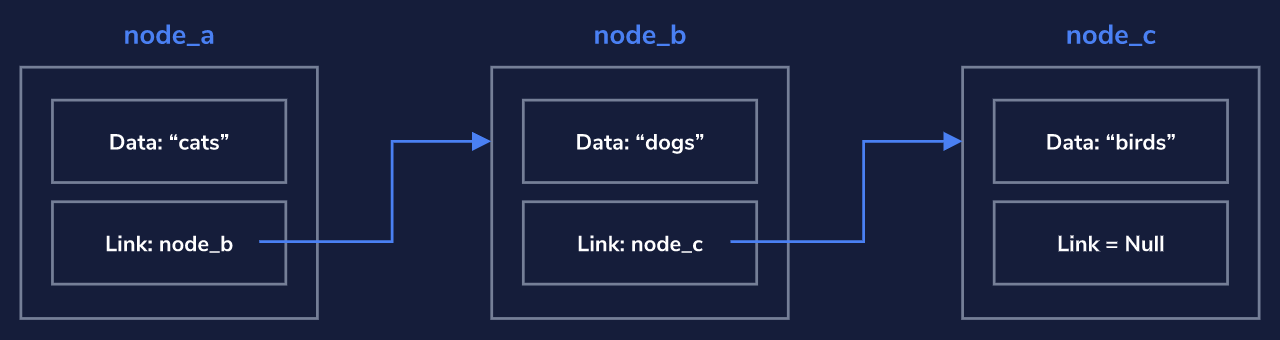 node_a
Data: “cats”
Link: node_b
node_b
Data: “dogs”
Link: node_c
node_c
Data: “birds”
Link = Null